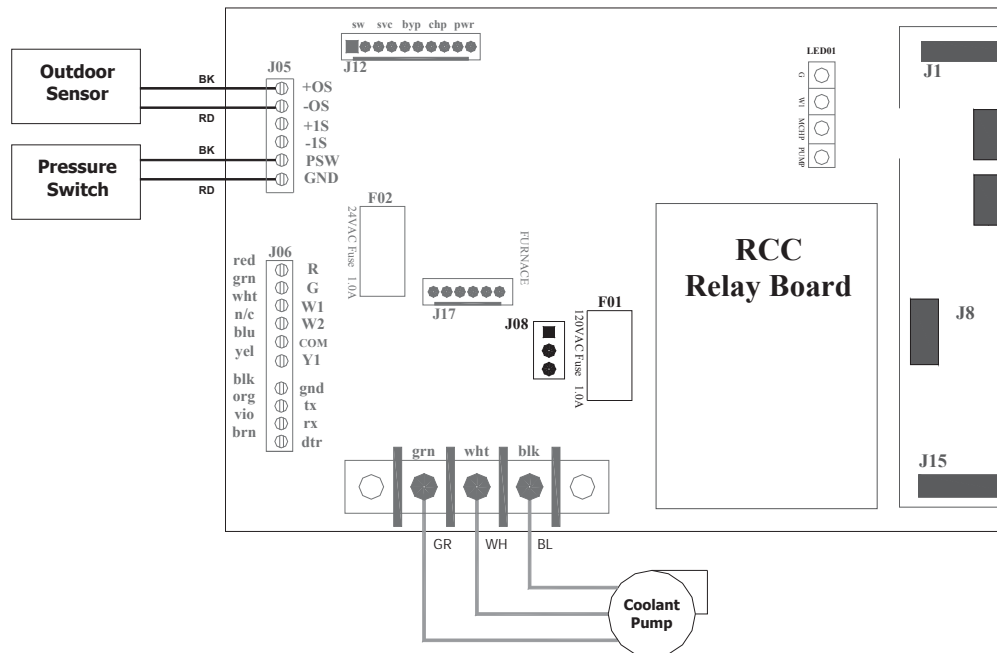 sw svc byp chp pwr
J12
Outdoor
Sensor
BK
RD
Pressure
Switch
BK
RD
J05
+OS
-OS
+1S
-1S
PSW
GND
LED01
G
W1
MCHP
PUMP
J1
F02
24VAC Fuse 1.0A
FURNACE
J17
J08
F01
120VAC Fuse 1.0A
RCC
Relay Board
J8
J15
J06
red R
grn G
wht W1
n/c W2
blu COM
yel Y1
blk gnd
org tx
vio rx
brn dtr
grn wht blk
GR WH BL
Coolant
Pump